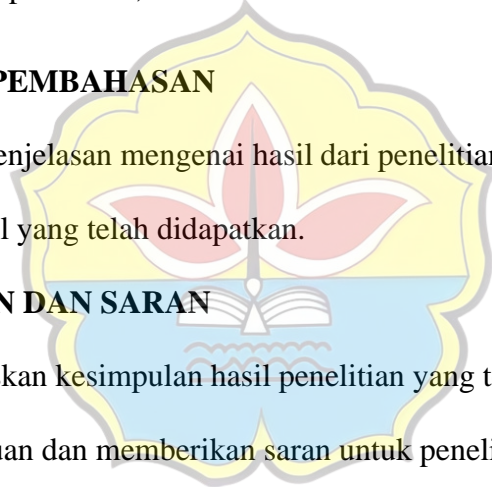 PEMBAHASAN
enjelasan mengenai hasil dari penelitian
l yang telah didapatkan.
N DAN SARAN
kan kesimpulan hasil penelitian yang t
uan dan memberikan saran untuk peneli